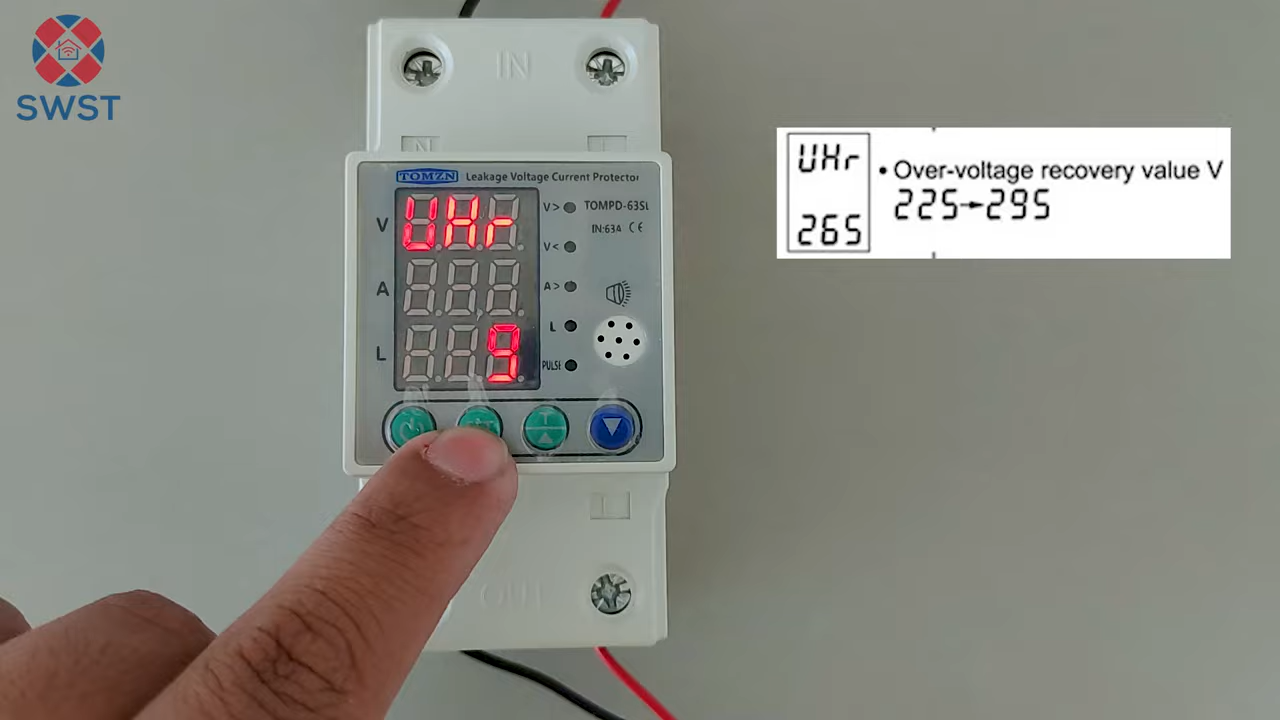 SWST
IN
N
L
TOMZN Leakage Voltage Current Protector
V
UHr
V>
TOMPD-63SL
IN:63A CE
V<
A
A>
L
9
L
PULSE
L
OUT
UHr
265
• Over-voltage recovery value V
225→295